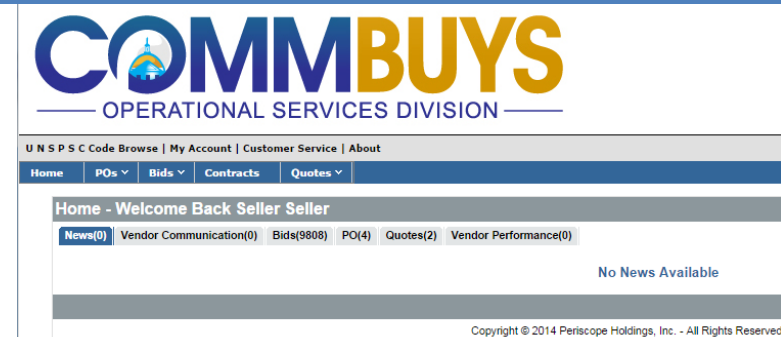 COMMBUYS
OPERATIONAL SERVICES DIVISION
U N S P S C Code Browse | My Account | Customer Service | About
Home POs Bids Contracts Quotes
Home - Welcome Back Seller Seller
News(0) Vendor Communication(0) Bids(9808) PO(4) Quotes(2) Vendor Performance(0)
No News Available
Copyright © 2014 Periscope Holdings, Inc. - All Rights Reserved